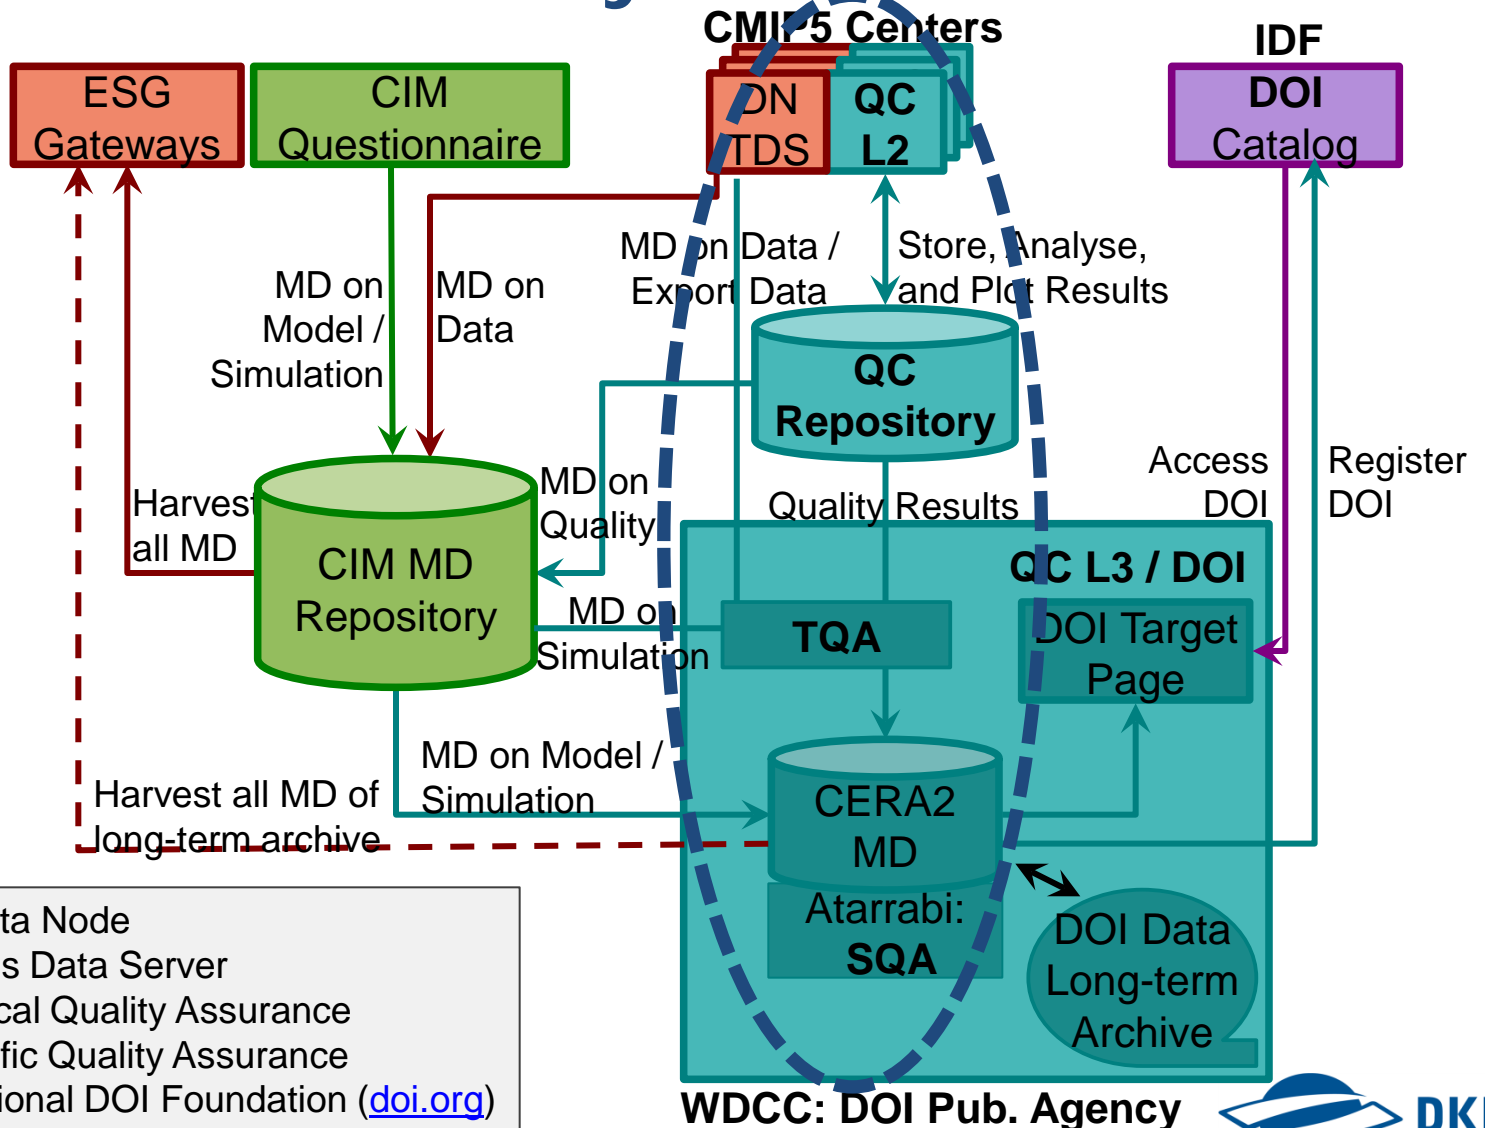 CMIP5 Centers
IDF
ESG
Gateways
CIM
Questionnaire
DN
TDS
QC
L2
DOI
Catalog
MD on Data /
Export Data
Store, Analyse,
and Plot Results
MD on
Model /
Simulation
MD on
Data
QC
Repository
Access
DOI
Register
DOI
Harvest
all MD
MD on
Quality
Quality Results
CIM MD
Repository
QC L3 / DOI
MD on
Simulation
TQA
DOI Target
Page
MD on Model /
Simulation
Harvest all MD of
long-term archive
CERA2
MD
Atarrabi:
SQA
DOI Data
Long-term
Archive
ta Node
s Data Server
cal Quality Assurance
fic Quality Assurance
ional DOI Foundation (doi.org)
WDCC: DOI Pub. Agency